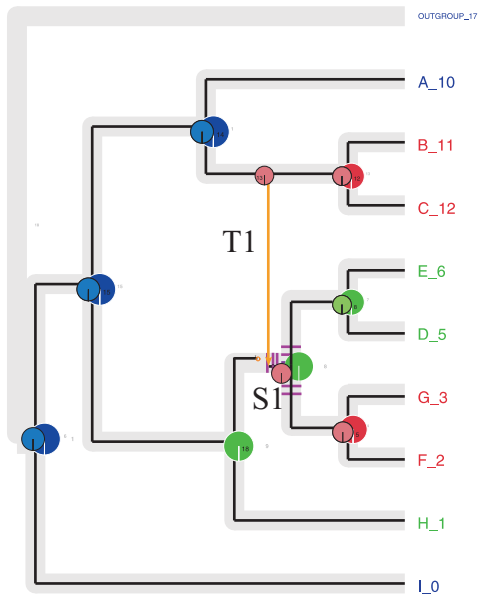 OUTGROUP_17
A_10
B_11
C_12
T1
E_6
D_5
S1
G_3
F_2
H_1
I_0